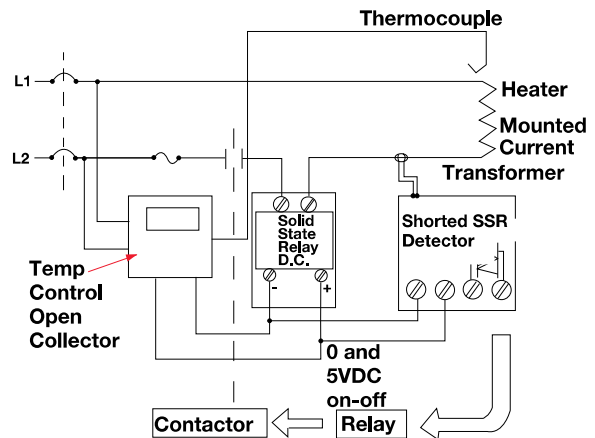 Thermocouple
L1
Heater
Mounted
Current
Transformer
L2
Solid
State
Relay
D.C.
- +
Shorted SSR
Detector
Temp
Control
Open
Collector
0 and
5VDC
on-off
Contactor
Relay